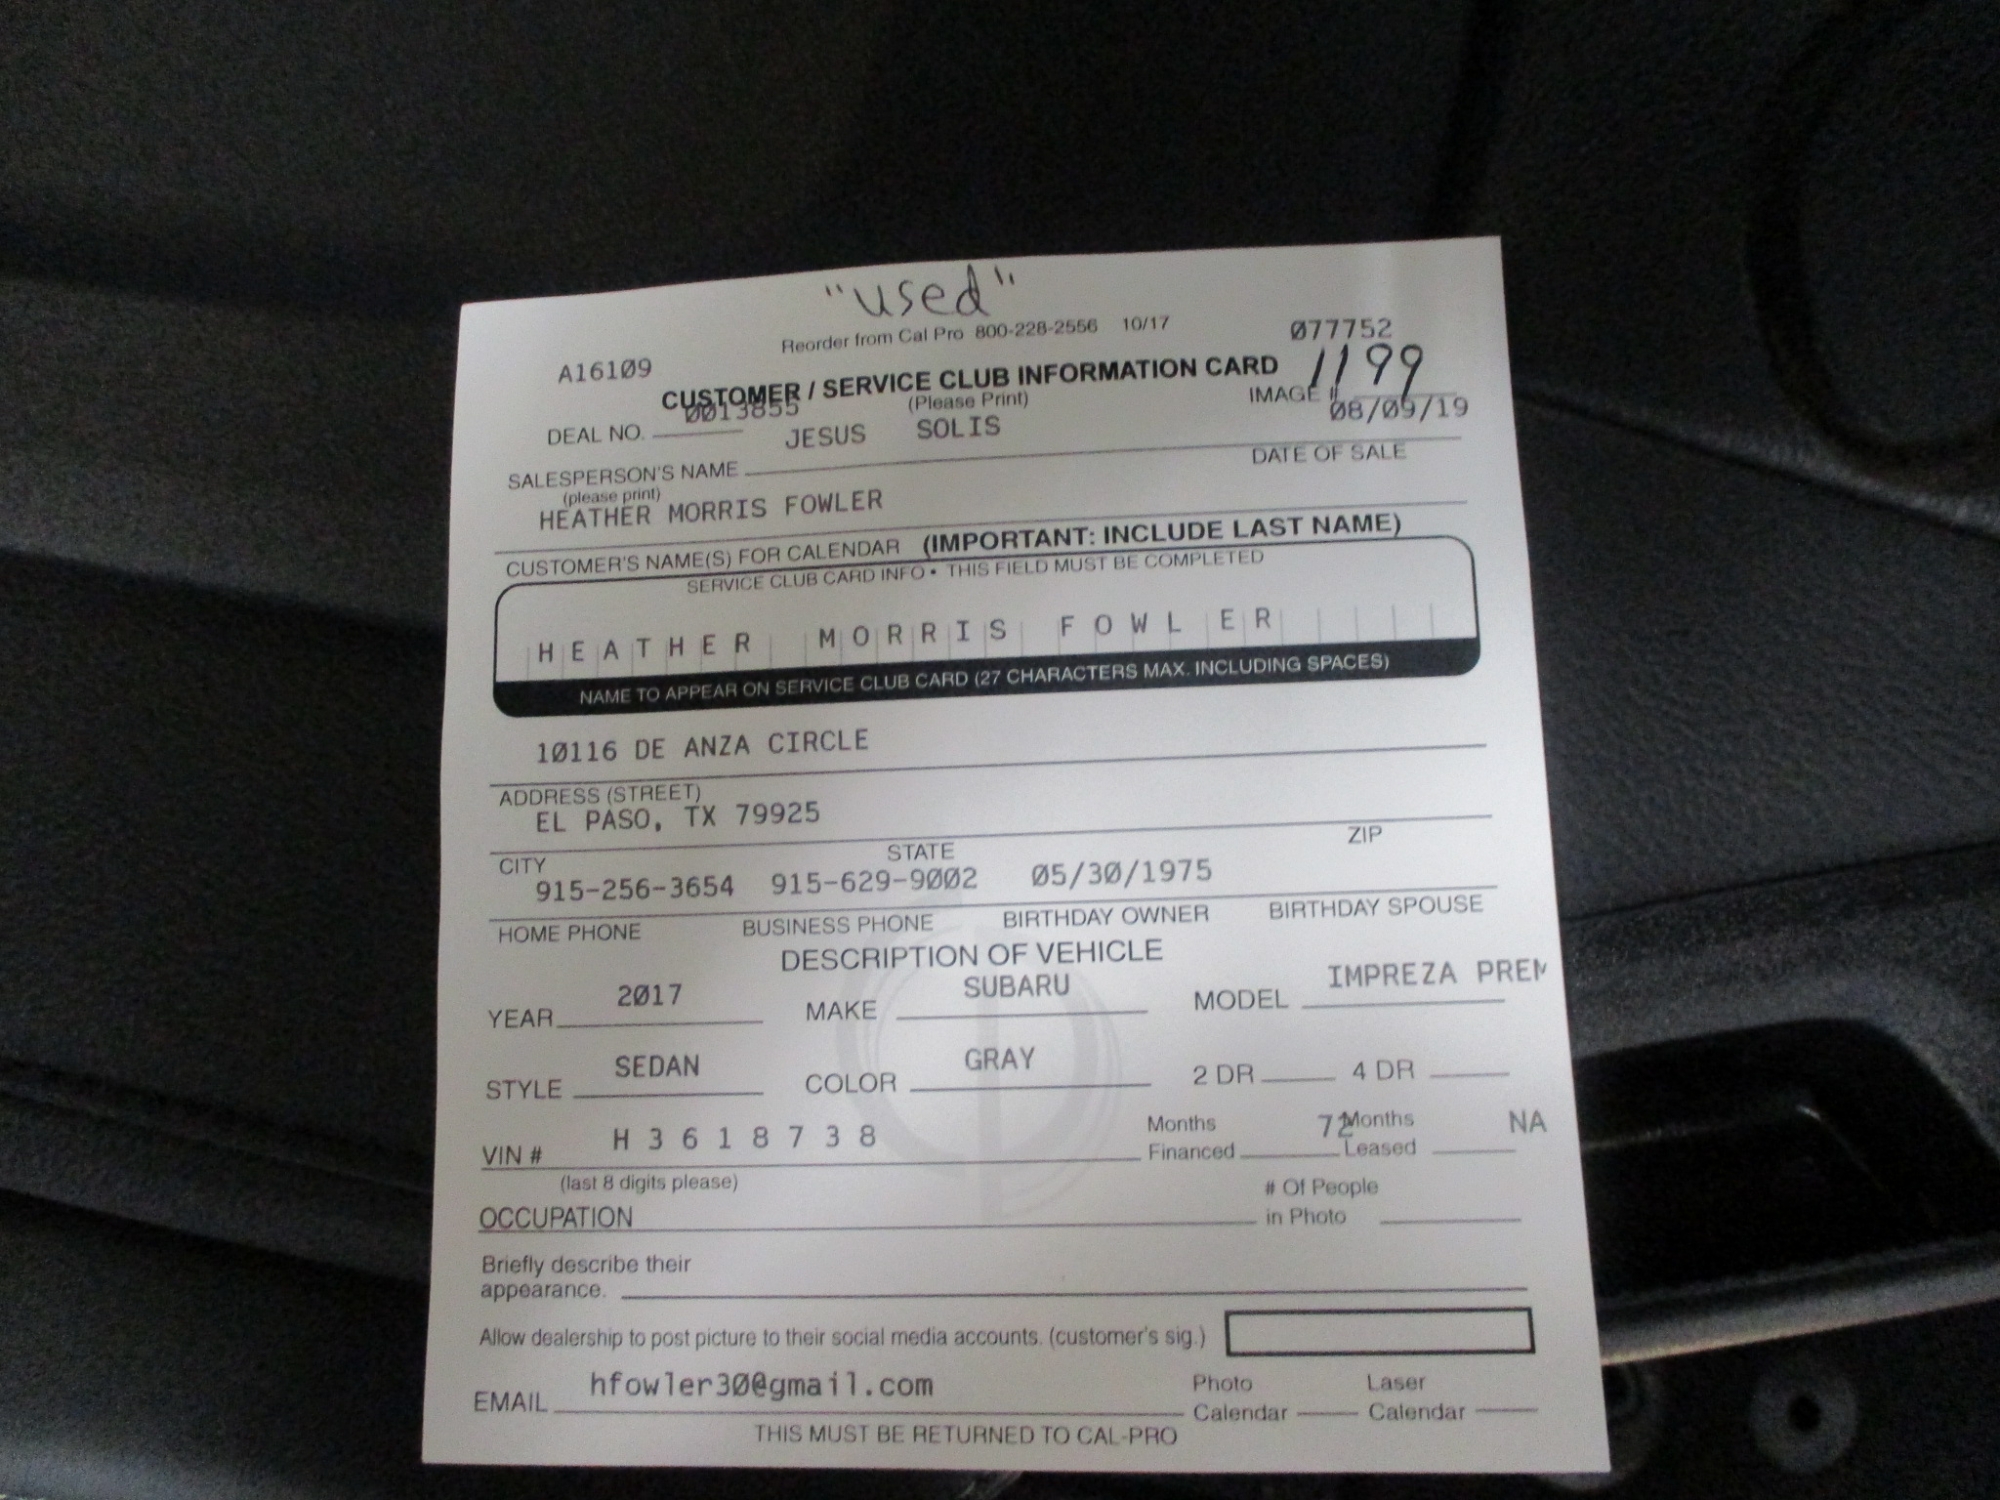 "used"
Reorder from Cal Pro 800-228-2556 10/17
077752
A16109
CUSTOMER / SERVICE CLUB INFORMATION CARD
1199
(Please Print)
IMAGE #
0013855
08/09/19
DEAL NO.
JESUS SOLIS
SALESPERSON'S NAME
DATE OF SALE
(please print)
HEATHER MORRIS FOWLER
CUSTOMER'S NAME(S) FOR CALENDAR (IMPORTANT: INCLUDE LAST NAME)
SERVICE CLUB CARD INFO • THIS FIELD MUST BE COMPLETED
HEATHER MORRIS FOWLER
NAME TO APPEAR ON SERVICE CLUB CARD (27 CHARACTERS MAX. INCLUDING SPACES)
10116 DE ANZA CIRCLE
ADDRESS (STREET)
EL PASO, TX 79925
CITY STATE ZIP
915-256-3654 915-629-9002 05/30/1975
HOME PHONE BUSINESS PHONE BIRTHDAY OWNER BIRTHDAY SPOUSE
DESCRIPTION OF VEHICLE
YEAR 2017 MAKE SUBARU MODEL IMPREZA PREM
STYLE SEDAN COLOR GRAY 2 DR 4 DR
VIN # H3618738 Months Financed 72 Months Leased NA
(last 8 digits please)
OCCUPATION # Of People in Photo
Briefly describe their
appearance.
Allow dealership to post picture to their social media accounts. (customer's sig.)
EMAIL hfowler30@gmail.com Photo Calendar Laser Calendar
THIS MUST BE RETURNED TO CAL-PRO